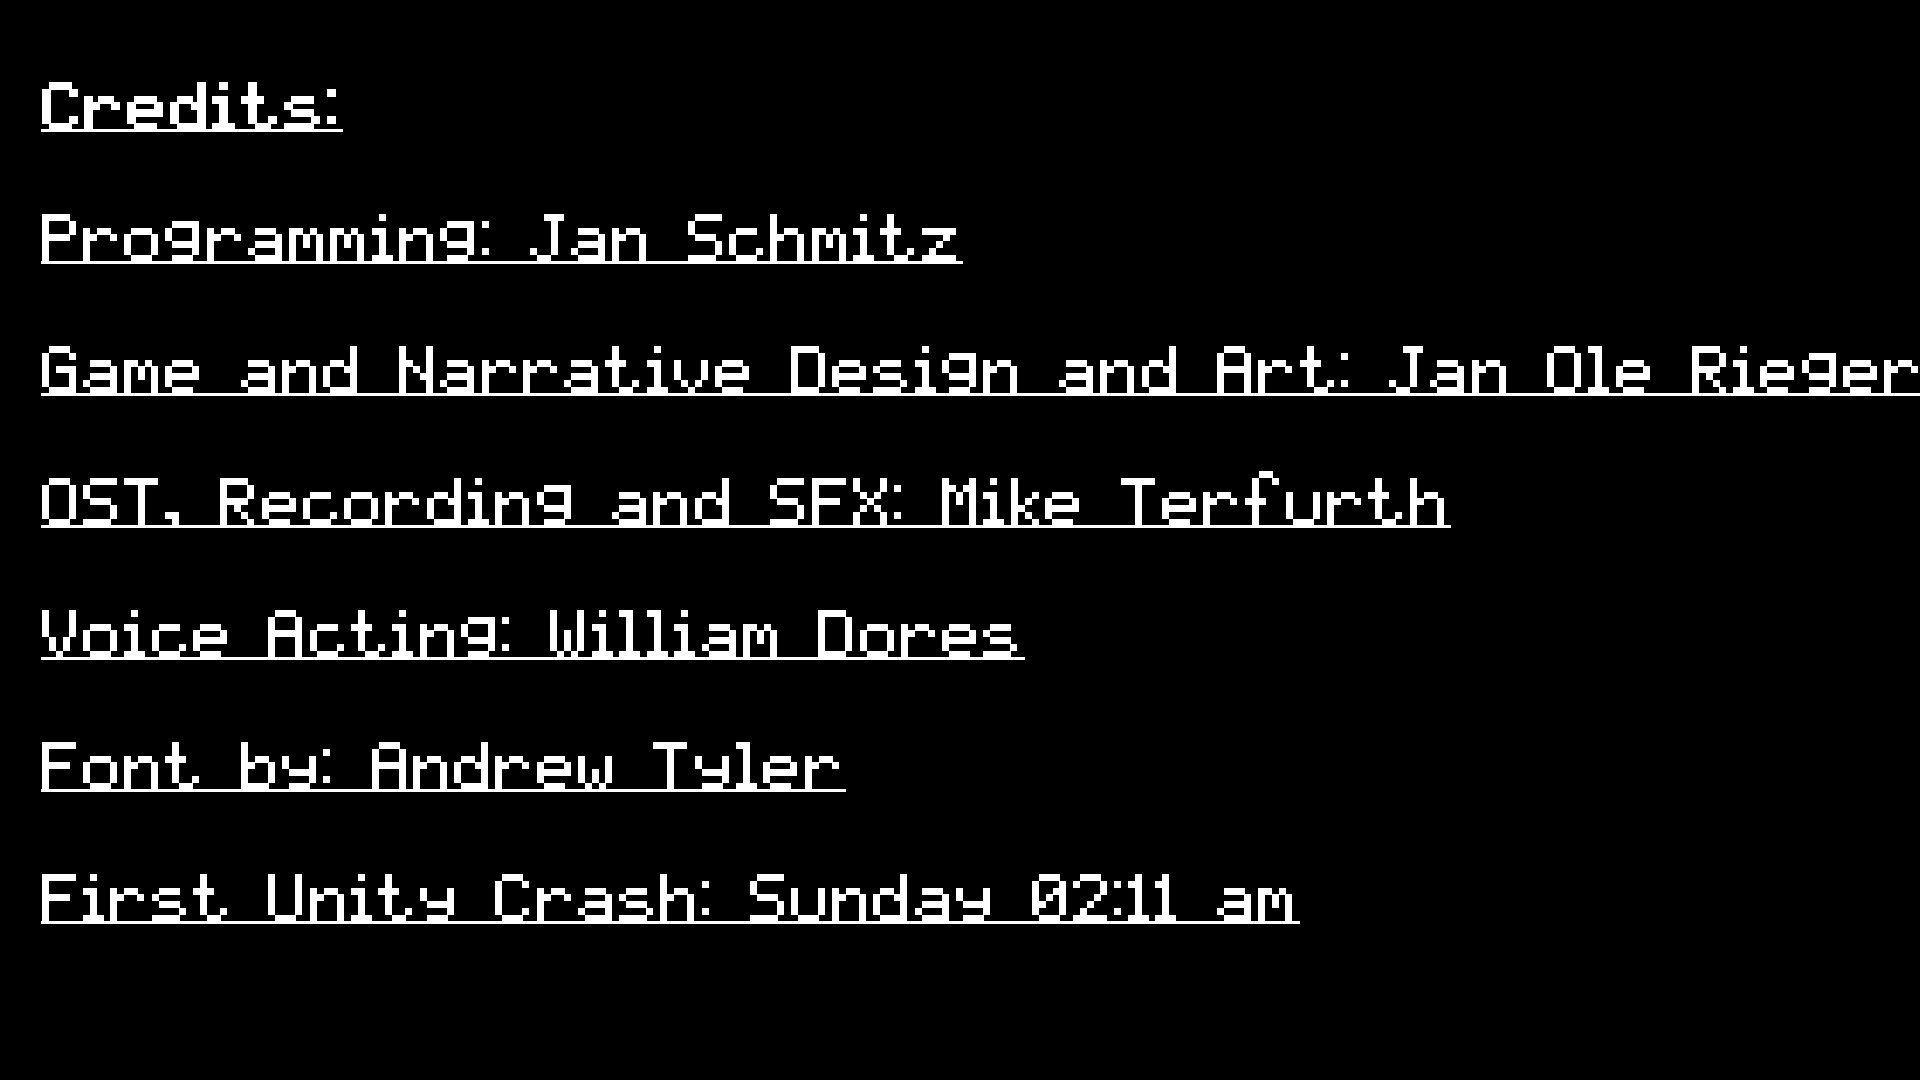 Credits:
Programming: Jan Schmitz
Game and Narrative Design and Art: Jan Ole Rieger
OST, Recording and SFX: Mike Terfurth
Voice Acting: William Dores
Font by: Andrew Tyler
First Unity Crash: Sunday 02:11 am